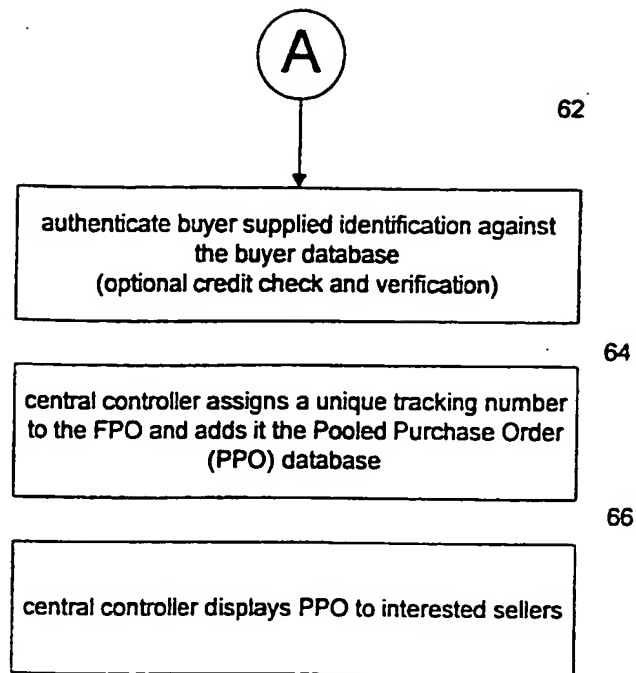 A
62
authenticate buyer supplied identification against
the buyer database
(optional credit check and verification)
64
central controller assigns a unique tracking number
to the FPO and adds it the Pooled Purchase Order
(PPO) database
66
central controller displays PPO to interested sellers